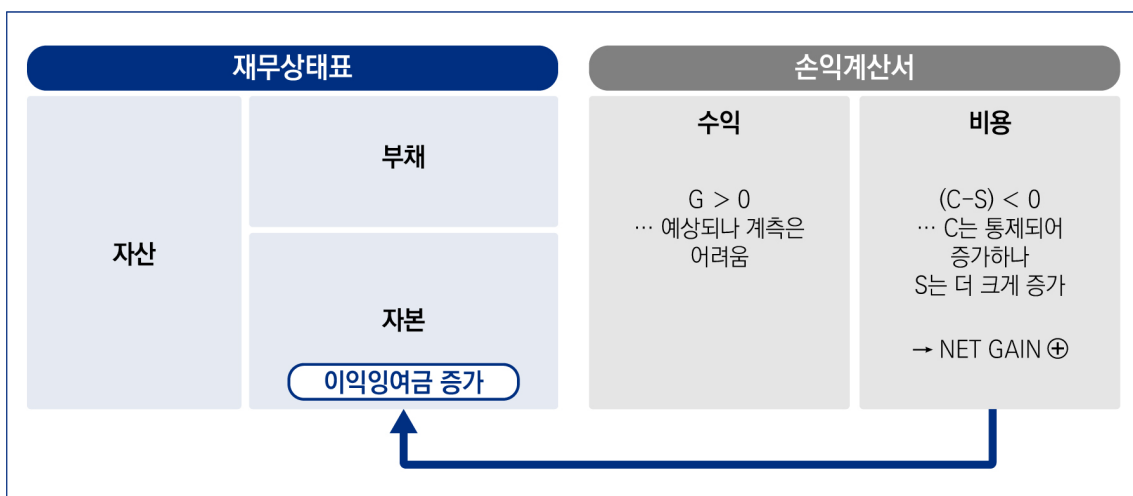 재무상태표
자산
부채
자본
이익잉여금 증가
손익계산서
수익
G > 0
… 예상되나 계측은
어려움
비용
(C-S) < 0
… C는 통제되어
증가하나
S는 더 크게 증가
→ NET GAIN ⊕